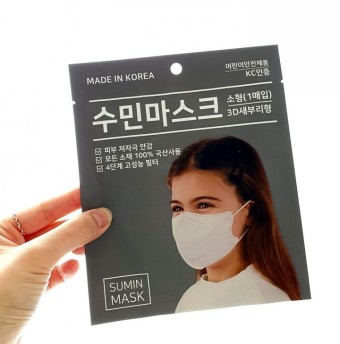 MADE IN KOREA
어린이안전제품
KC인증
수민마스크
소형(1매입)
3D새부리형
피부 저자극 안감
모든 소재 100% 국산사용
4단계 고성능 필터
SUMIN
MASK